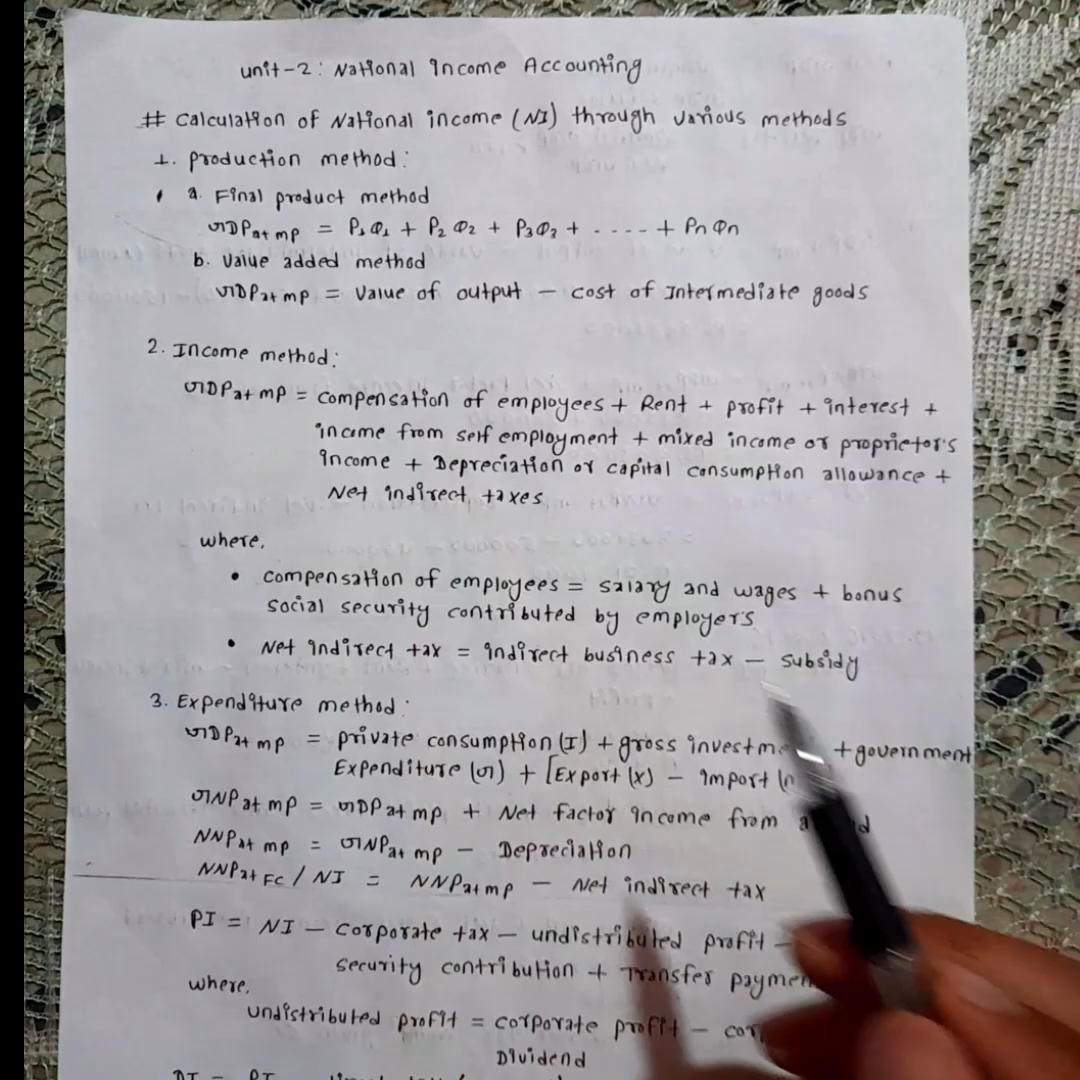 Unit-2: National Income Accounting
# Calculation of National income (NI) through various methods
1. Production method:
a. Final product method
GDPat mp = P1Q1 + P2Q2 + P3Q3 + ..... + PnQn
b. Value added method
GDPat mp = Value of output - cost of Intermediate goods
2. Income method:
GDPat mp = compensation of employees + Rent + profit + interest +
income from self employment + mixed income or proprietor's
income + Depreciation or capital consumption allowance +
Net indirect taxes
where,
• compensation of employees = salary and wages + bonus
social security contributed by employer's
• Net indirect tax = indirect business tax - subsidy
3. Expenditure method:
GDPat mp = private consumption (I) + gross + government
Expenditure (G) + [Export (X) - Import
GNPat mp = GDPat mp + Net factor income from
NNPat mp = GNPat mp - Depreciation
NNPat FC / NI = NNPat mp - Net indirect tax
PI = NI - corporate tax - undistributed profit -
security contribution + Transfer
where,
undistributed profit = corporate profit -
Dividend